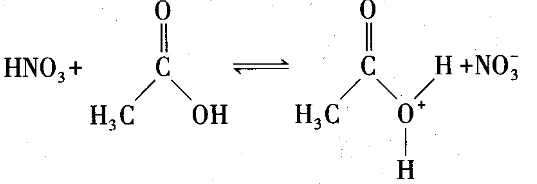 O O
HNO₃+ C ⇌ C H +NO₃⁻
H₃C OH H₃C O⁺
H